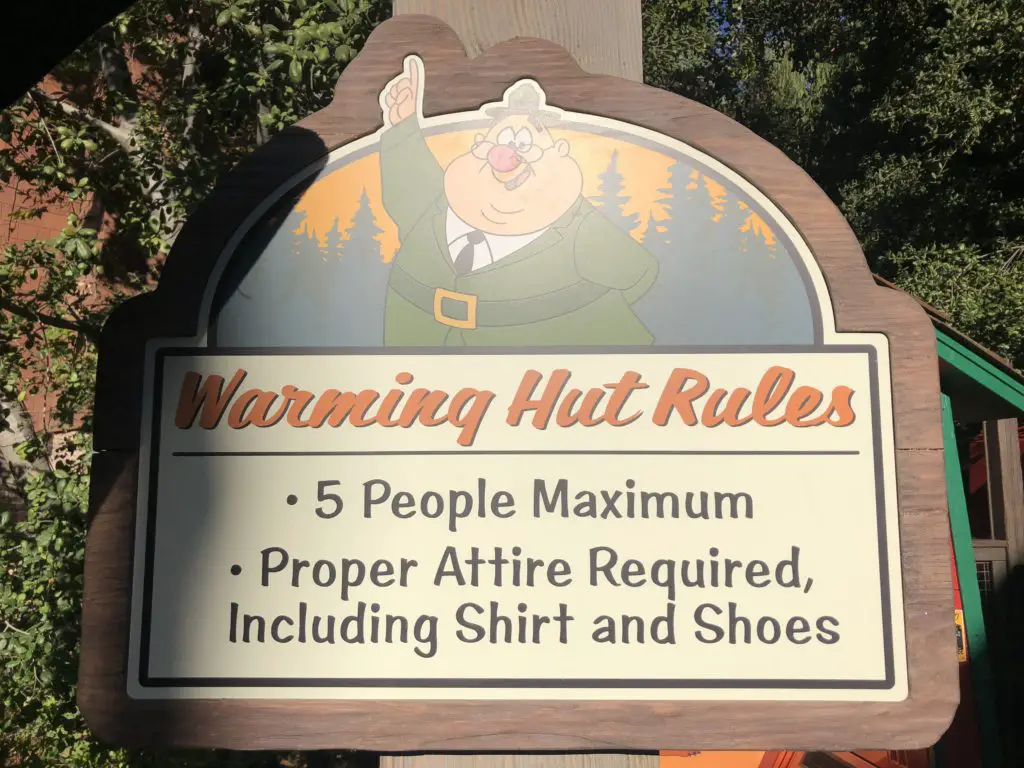 Warming Hut Rules
• 5 People Maximum
• Proper Attire Required,
Including Shirt and Shoes